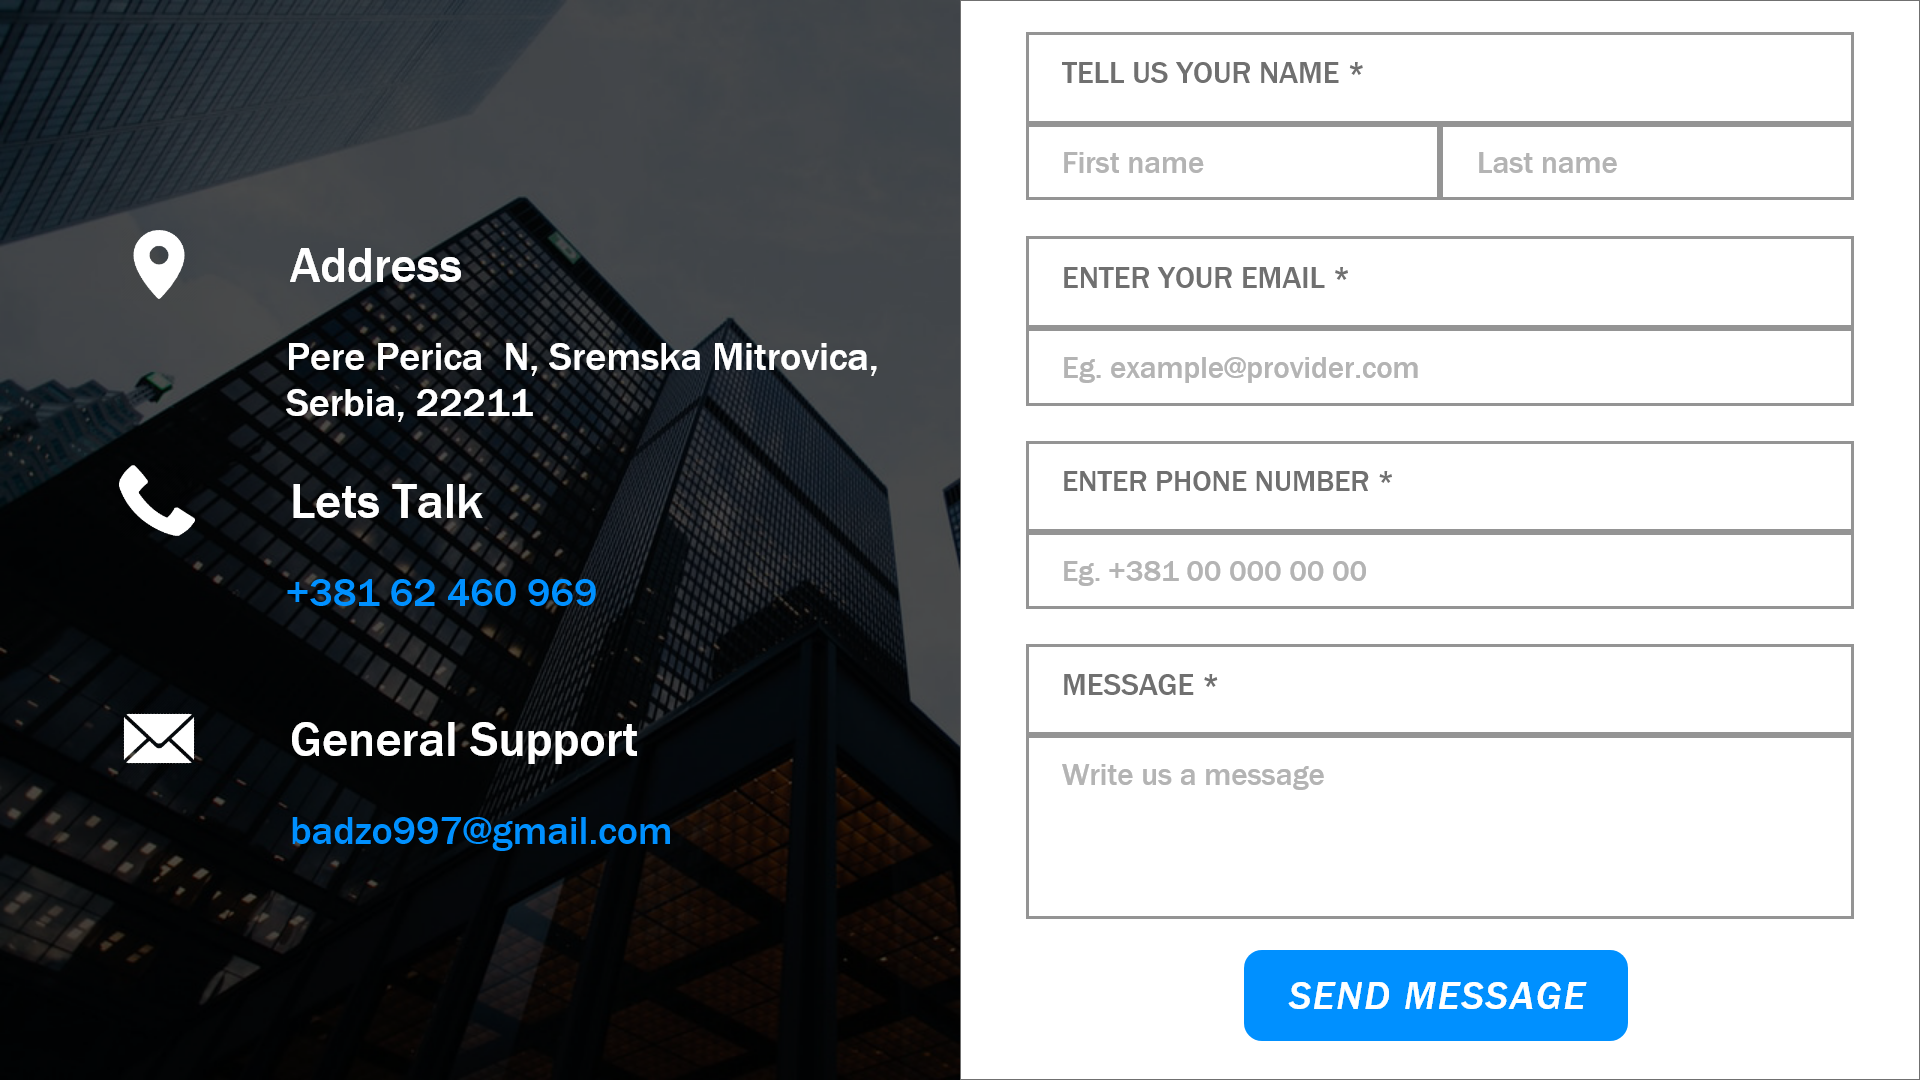 Address
Pere Perica  N, Sremska Mitrovica,
Serbia, 22211
Lets Talk
+381 62 460 969
General Support
badzo997@gmail.com
TELL US YOUR NAME *
First name
Last name
ENTER YOUR EMAIL *
Eg. example@provider.com
ENTER PHONE NUMBER *
Eg. +381 00 000 00 00
MESSAGE *
Write us a message
SEND MESSAGE